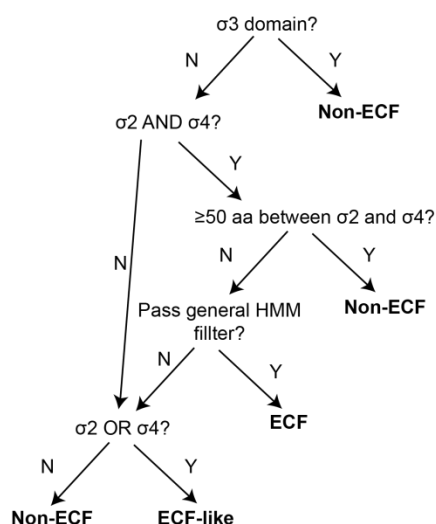 σ3 domain?
N
Y
Non-ECF
σ2 AND σ4?
Y
≥50 aa between σ2 and σ4?
N
N
Y
Non-ECF
Pass general HMM
fillter?
N
Y
ECF
σ2 OR σ4?
N
Y
Non-ECF
ECF-like